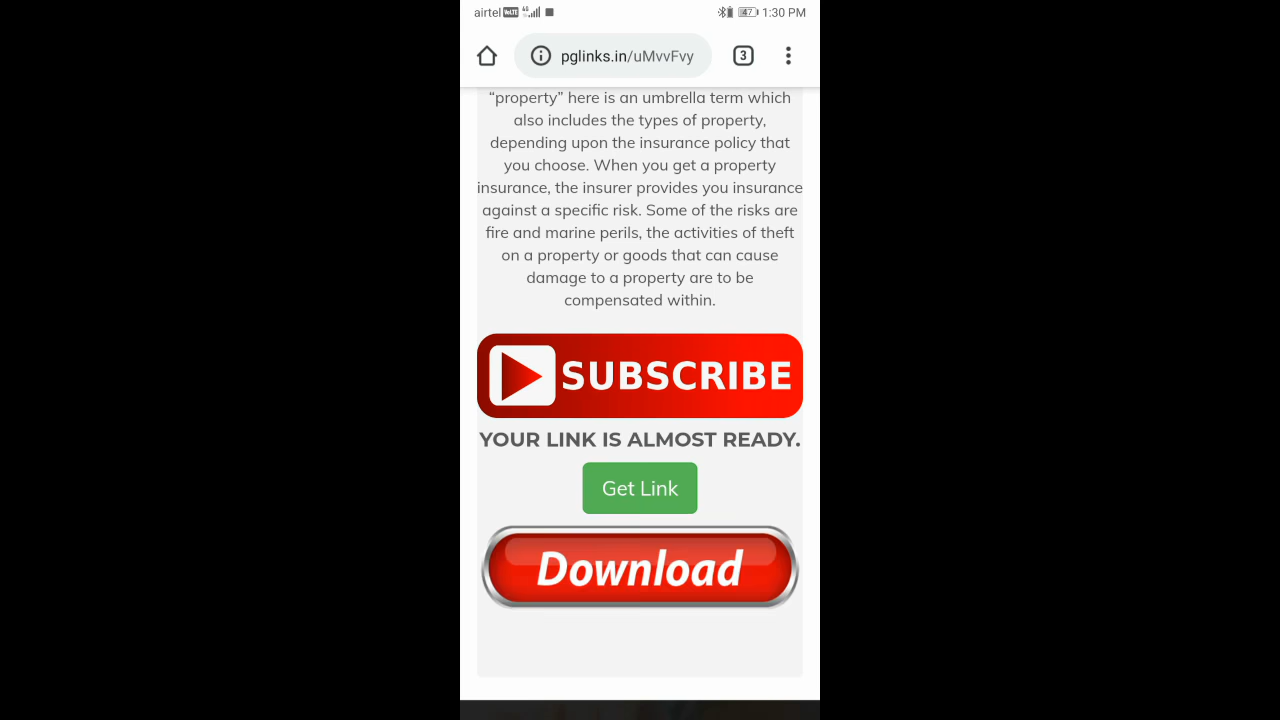 airtel VoLTE 4G 47 1:30 PM
pglinks.in/uMvvFvy 3
“property” here is an umbrella term which
also includes the types of property,
depending upon the insurance policy that
you choose. When you get a property
insurance, the insurer provides you insurance
against a specific risk. Some of the risks are
fire and marine perils, the activities of theft
on a property or goods that can cause
damage to a property are to be
compensated within.
SUBSCRIBE
YOUR LINK IS ALMOST READY.
Get Link
Download